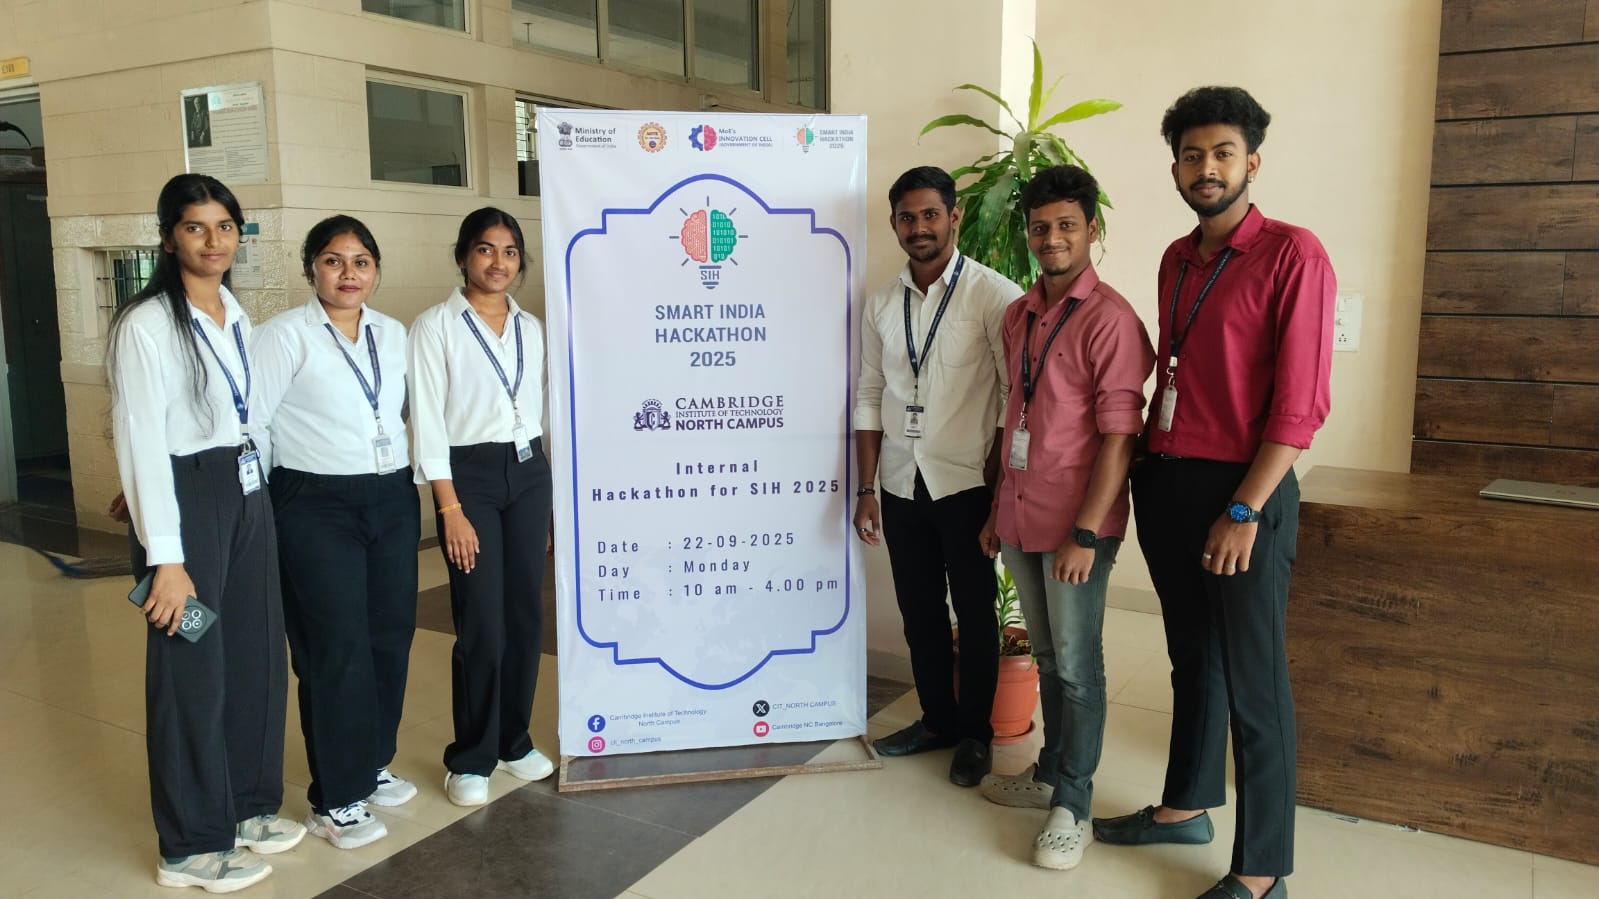 Ministry of
Education
Government of India
MoE's
INNOVATION CELL
(GOVERNMENT OF INDIA)
SMART INDIA
HACKATHON
2025
SIH
SMART INDIA
HACKATHON
2025
CAMBRIDGE
INSTITUTE OF TECHNOLOGY
NORTH CAMPUS
Internal
Hackathon for SIH 2025
Date : 22-09-2025
Day : Monday
Time : 10 am - 4.00 pm
Cambridge Institute of Technology
North Campus
CIT_NORTH CAMPUS
cit_north_campus
Cambridge NC Bangalore